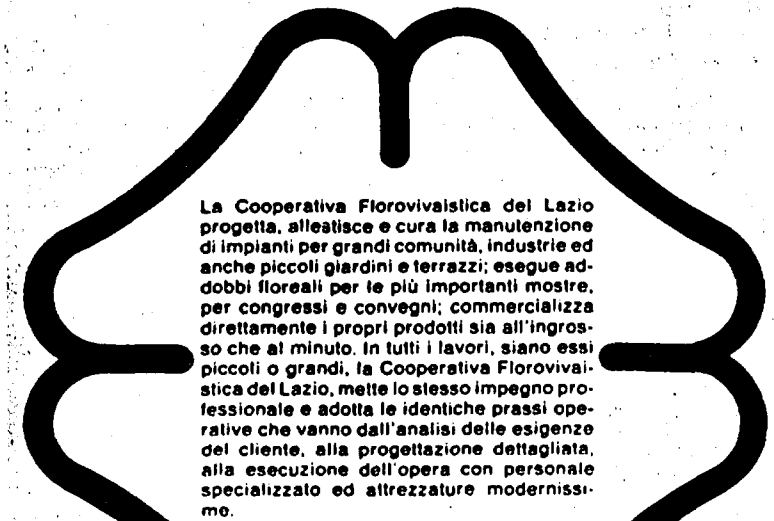 La Cooperativa Florovivaistica del Lazio
progetta, allestisce e cura la manutenzione
di impianti per grandi comunità, industrie ed
anche piccoli giardini e terrazzi; esegue ad-
dobbi floreali per le più importanti mostre,
per congressi e convegni; commercializza
direttamente i propri prodotti sia all'ingros-
so che al minuto. In tutti i lavori, siano essi
piccoli o grandi, la Cooperativa Florovivai-
stica del Lazio, mette lo stesso impegno pro-
fessionale e adotta le identiche prassi ope-
rative che vanno dall'analisi delle esigenze
del cliente, alla progettazione dettagliata,
alla esecuzione dell'opera con personale
specializzato ed attrezzature modernissi-
me.